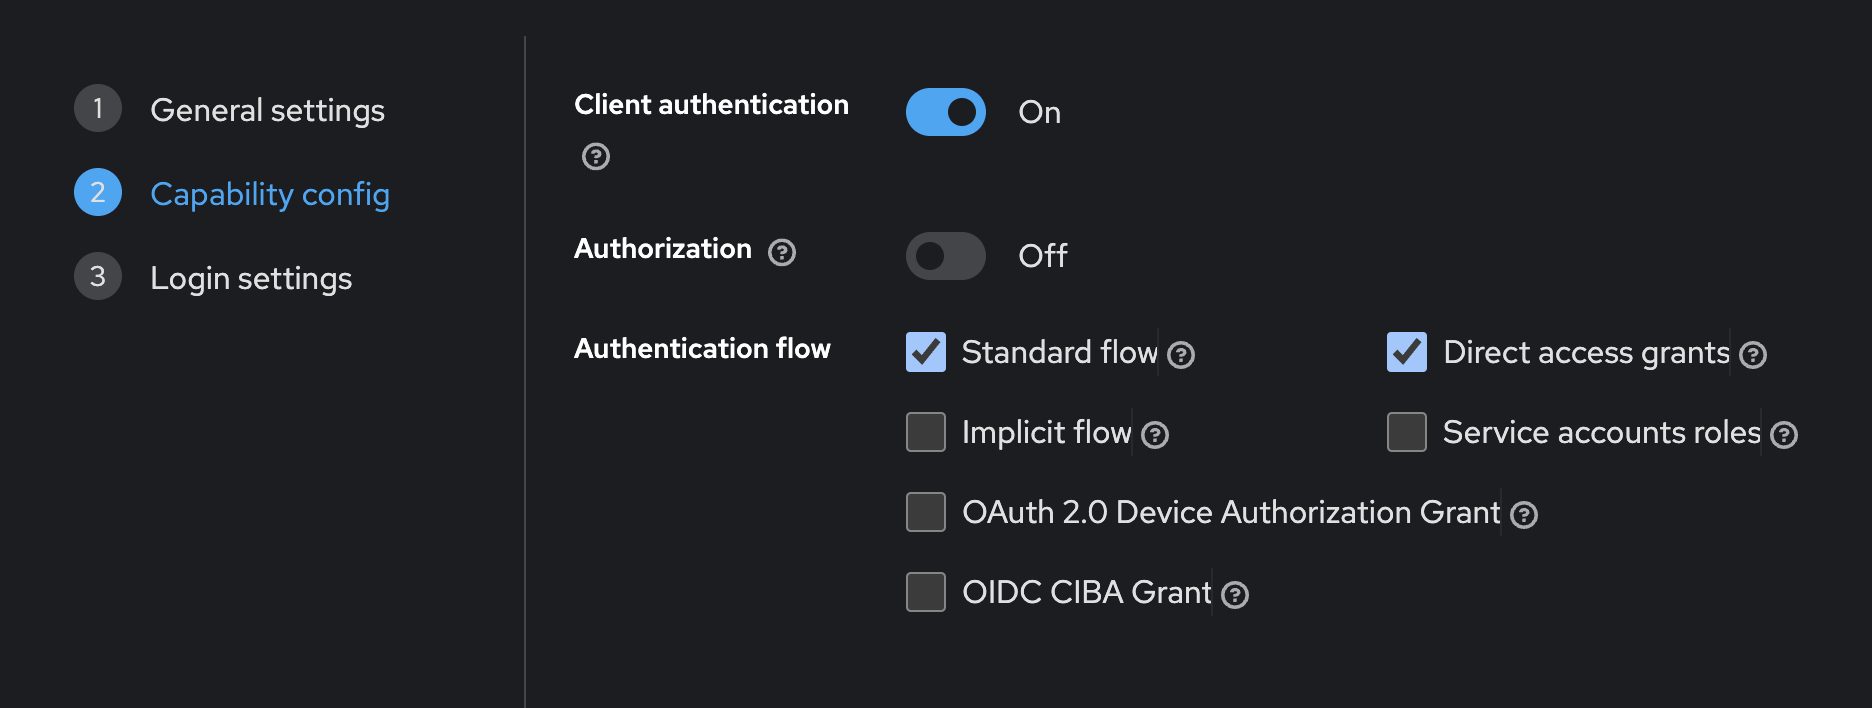 1 General settings
2 Capability config
3 Login settings
Client authentication ?
On
Authorization ?
Off
Authentication flow
Standard flow ?
Direct access grants ?
Implicit flow ?
Service accounts roles ?
OAuth 2.0 Device Authorization Grant ?
OIDC CIBA Grant ?